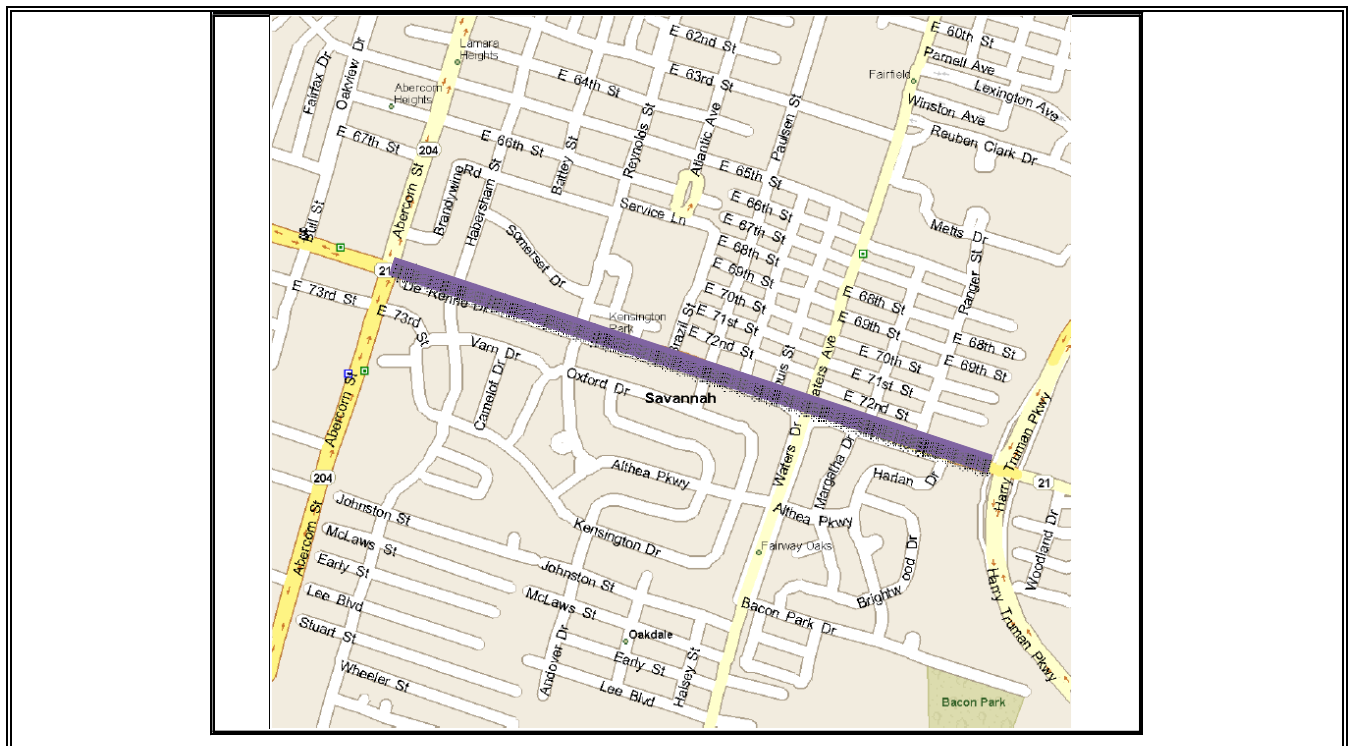 E 60th St
E 62nd St
Lamara
Heights
Parnell Ave
Fairfax Dr
Oakview Dr
E 63rd St
Fairfield
E 64th St
Lexington Ave
Abercorn
Heights
Winston Ave
Reynolds St
Atlantic Ave
Paulsen St
E 67th St
E 66th St
Reuben Clark Dr
204
Battey St
E 65th St
Rd
Abercorn St
Brandywine
Habersham St
E 66th St
Service Ln
E 67th St
Metts Dr
Bull St
Somerset Dr
E 68th St
Ranger St
21
E 69th St
De Renne Dr
E 73rd St
E 70th St
E 68th St
E 73rd
St
Kensington
Park
E 71st St
E 69th St
E 68th St
Varn Dr
E 72nd St
E 70th St
E 69th St
Oxford Dr
E 71st St
Abercorn St
Camelot Dr
Savannah
E 72nd St
Harry Truman Pkwy
Waters Dr
Margatha Dr
Althea Pkwy
Harlan Dr
204
21
Johnston St
Althea Pkwy
Abercorn St
Kensington Dr
McLaws St
Fairway Oaks
Woodland Dr
Early St
Johnston St
Brightwood Dr
Harry Truman Pkwy
Lee Blvd
McLaws St
Bacon Park Dr
Stuart St
Oakdale
Andover Dr
Early St
Halsey St
Wheeler St
Lee Blvd
Bacon Park